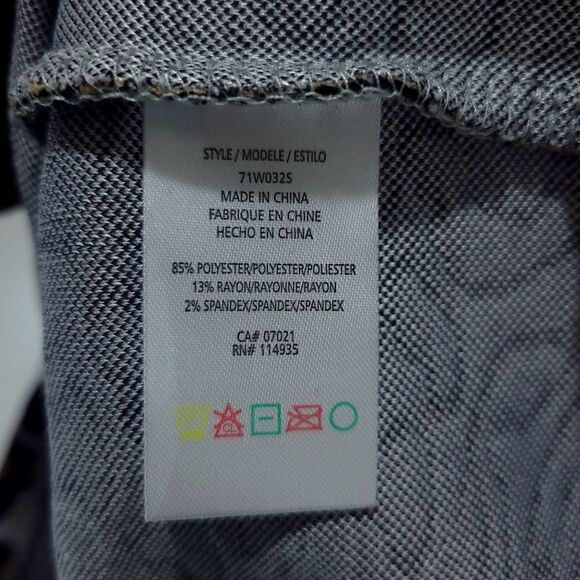 STYLE / MODELE / ESTILO
71W032S
MADE IN CHINA
FABRIQUE EN CHINE
HECHO EN CHINA
85% POLYESTER/POLYESTER/POLIESTER
13% RAYON/RAYONNE/RAYON
2% SPANDEX/SPANDEX/SPANDEX
CA# 07021
RN# 114935
CL